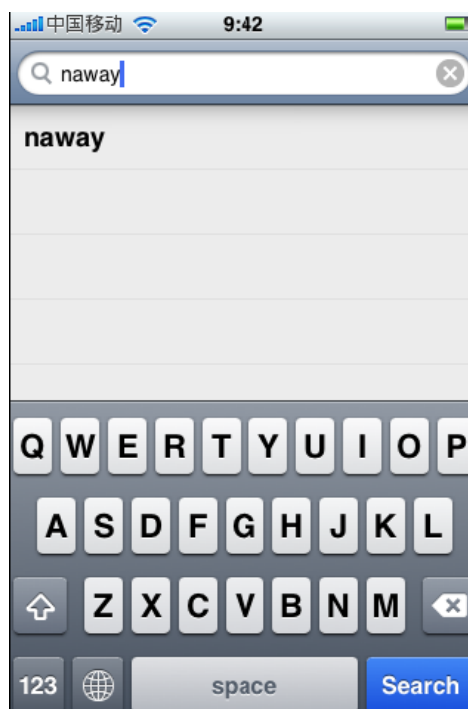 中国移动 9:42
naway
naway
Q W E R T Y U I O P
A S D F G H J K L
Z X C V B N M
123 space Search